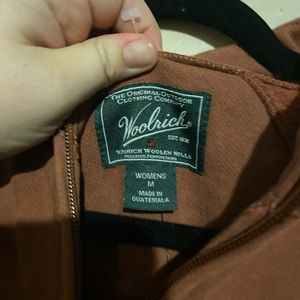 THE ORIGINAL OUTDOOR
CLOTHING COMPANY
Woolrich
EST. 1830
WOOLRICH WOOLEN MILLS
WOOLRICH, PENNSYLVANIA
WOMENS
M
MADE IN
GUATEMALA